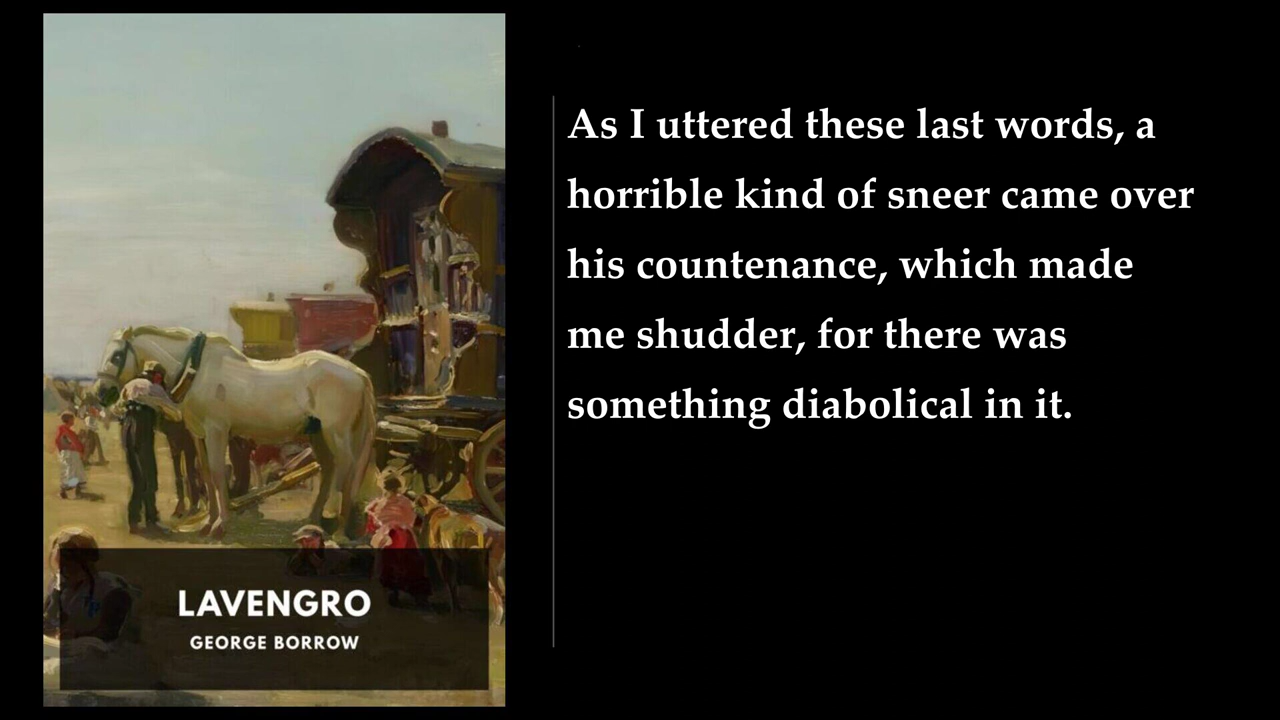 As I uttered these last words, a
horrible kind of sneer came over
his countenance, which made
me shudder, for there was
something diabolical in it.
LAVENGRO
GEORGE BORROW